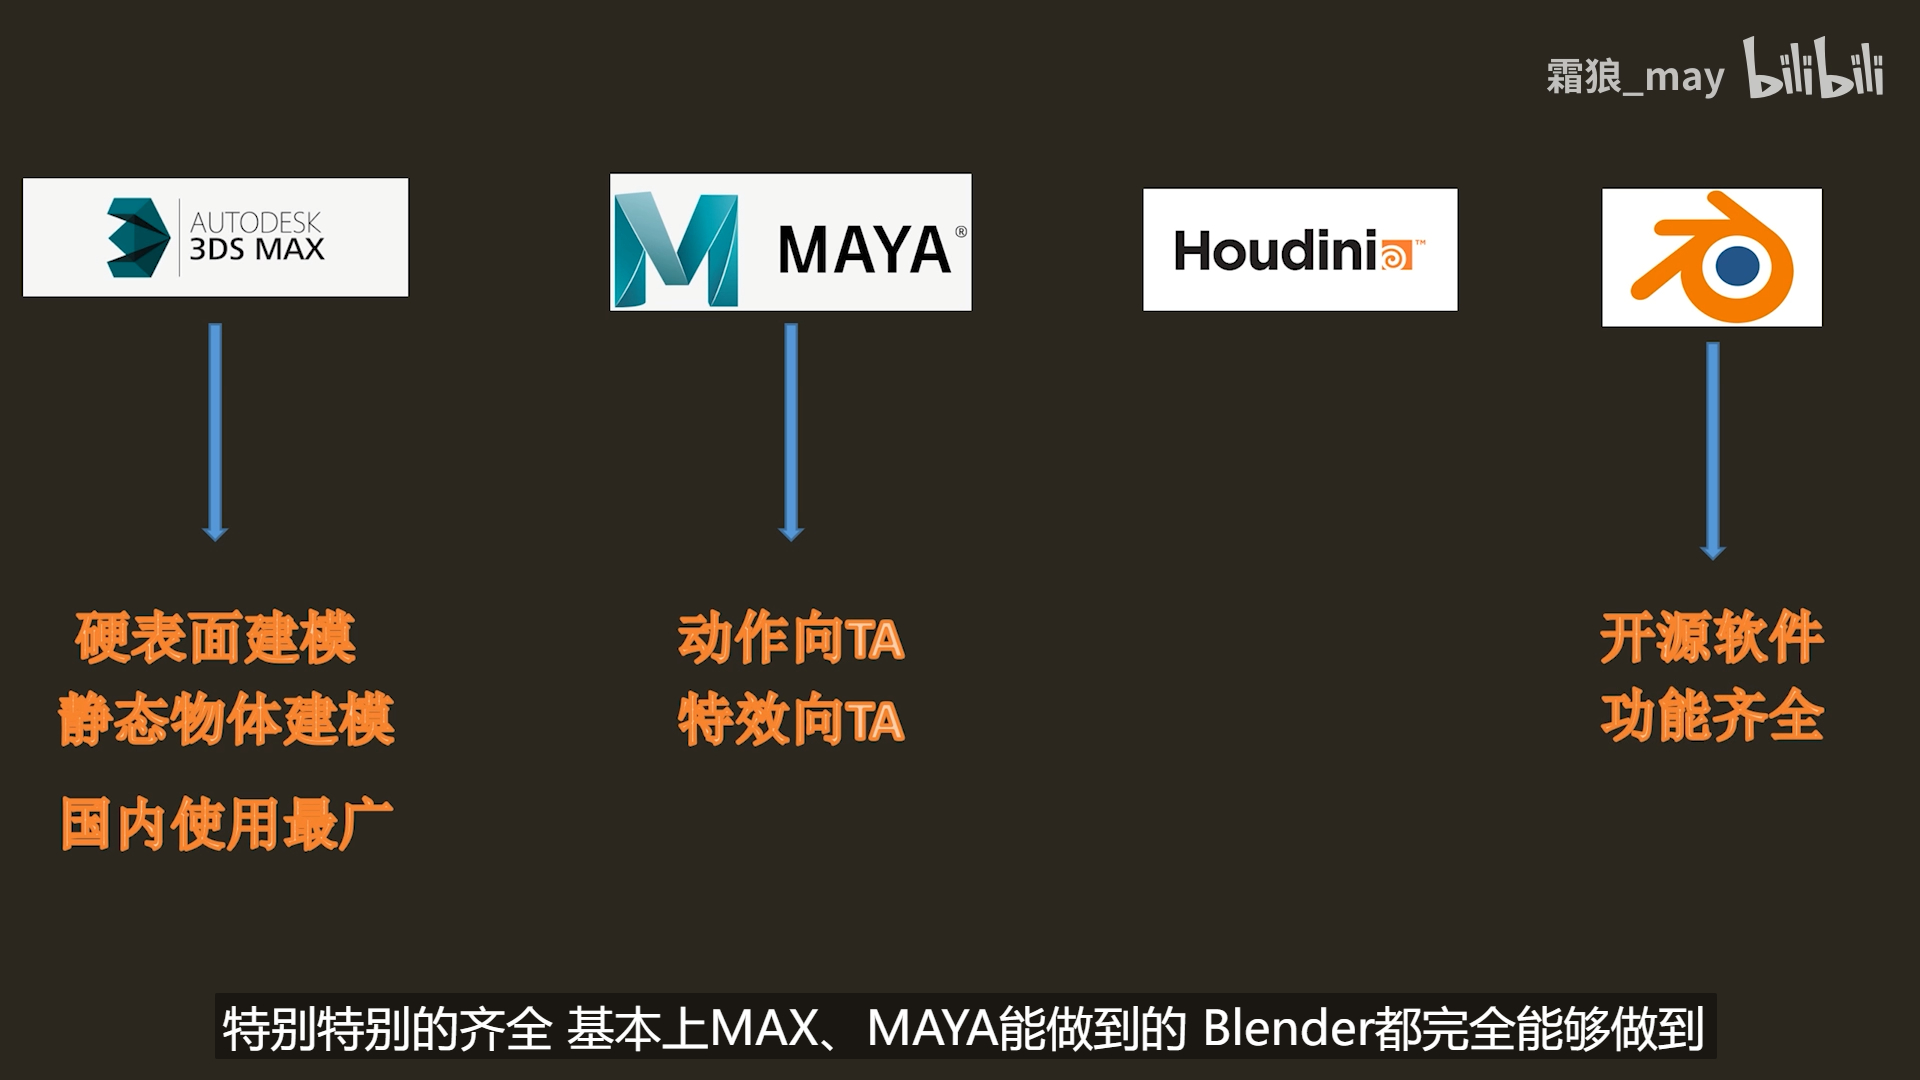 霜狼_may bilibili
AUTODESK
3DS MAX
MAYA®
Houdini™
硬表面建模
静态物体建模
国内使用最广
动作向TA
特效向TA
开源软件
功能齐全
特别特别的齐全 基本上MAX、MAYA能做到的 Blender都完全能够做到